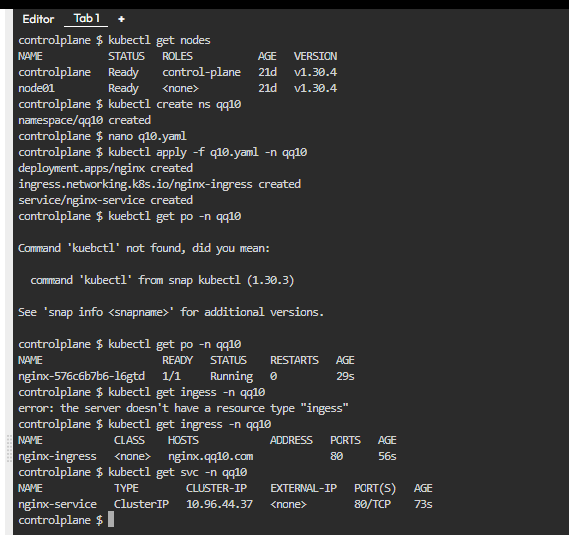 Editor Tab 1 +
controlplane $ kubectl get nodes
NAME STATUS ROLES AGE VERSION
controlplane Ready control-plane 21d v1.30.4
node01 Ready <none> 21d v1.30.4
controlplane $ kubectl create ns qq10
namespace/qq10 created
controlplane $ nano q10.yaml
controlplane $ kubectl apply -f q10.yaml -n qq10
deployment.apps/nginx created
ingress.networking.k8s.io/nginx-ingress created
service/nginx-service created
controlplane $ kuebctl get po -n qq10
Command 'kuebctl' not found, did you mean:
command 'kubectl' from snap kubectl (1.30.3)
See 'snap info <snapname>' for additional versions.
controlplane $ kubectl get po -n qq10
NAME READY STATUS RESTARTS AGE
nginx-576c6b7b6-l6gtd 1/1 Running 0 29s
controlplane $ kubectl get ingess -n qq10
error: the server doesn't have a resource type "ingess"
controlplane $ kubectl get ingress -n qq10
NAME CLASS HOSTS ADDRESS PORTS AGE
nginx-ingress <none> nginx.qq10.com 80 56s
controlplane $ kubectl get svc -n qq10
NAME TYPE CLUSTER-IP EXTERNAL-IP PORT(S) AGE
nginx-service ClusterIP 10.96.44.37 <none> 80/TCP 73s
controlplane $